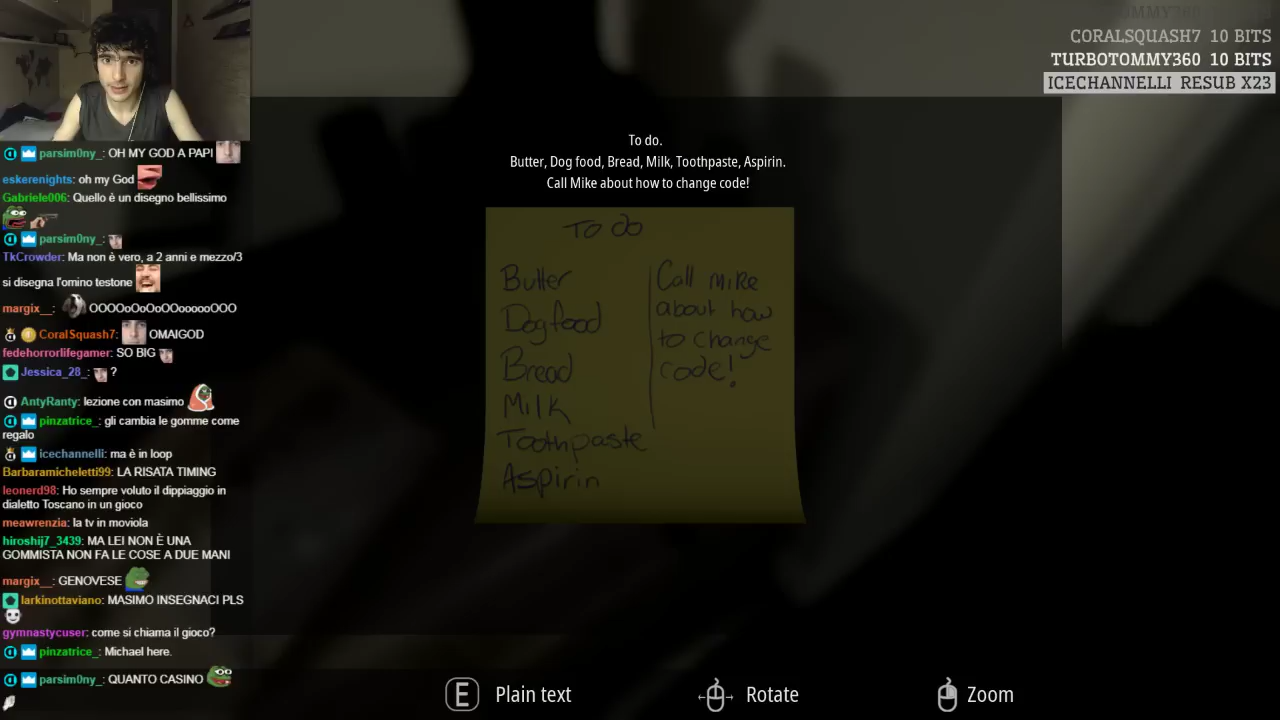 CORALSQUASH7 10 BITS
TURBOTOMMY360 10 BITS
ICECHANNELLI RESUB X23
parsim0ny_: OH MY GOD A PAPI
eskerenights: oh my God
Gabriele006: Quello è un disegno bellissimo
parsim0ny_:
TkCrowder: Ma non è vero, a 2 anni e mezzo/3
si disegna l'omino testone
margix__: OOOOoOoOoOOoooooOOO
CoralSquash7: OMAIGOD
fedehorrorlifegamer: SO BIG
Jessica_28_: ?
AntyRanty: lezione con masimo
pinzatrice_: gli cambia le gomme come
regalo
icechannelli: ma è in loop
Barbaramicheletti99: LA RISATA TIMING
leonerd98: Ho sempre voluto il dippiaggio in
dialetto Toscano in un gioco
meawrenzia: la tv in moviola
hiroshij7_3439: MA LEI NON È UNA
GOMMISTA NON FA LE COSE A DUE MANI
margix__: GENOVESE
larkinottaviano: MASIMO INSEGNACI PLS
gymnastycuser: come si chiama il gioco?
pinzatrice_: Michael here.
parsim0ny_: QUANTO CASINO
To do.
Butter, Dog food, Bread, Milk, Toothpaste, Aspirin.
Call Mike about how to change code!
To do
Butter
Dog food
Bread
Milk
Toothpaste
Aspirin
Call Mike
about how
to change
code!
E Plain text
Rotate
Zoom